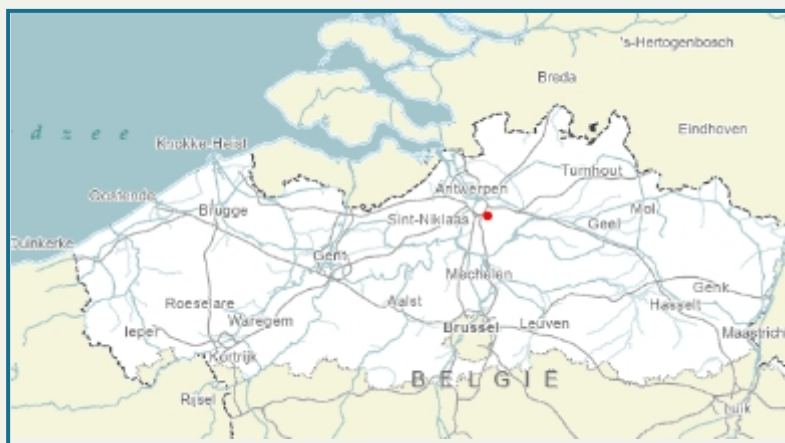 's-Hertogenbosch
Breda
d z e e
Eindhoven
Knokke-Heist
Turnhout
Antwerpen
Oostende
Brugge
Sint-Niklaas
Mol
Geel
Duinkerke
Gent
Mechelen
Genk
Roeselare
Aalst
Hasselt
Waregem
Ieper
Brussel
Leuven
Maastrich
Kortrijk
BELGIË
Rijsel
Luik